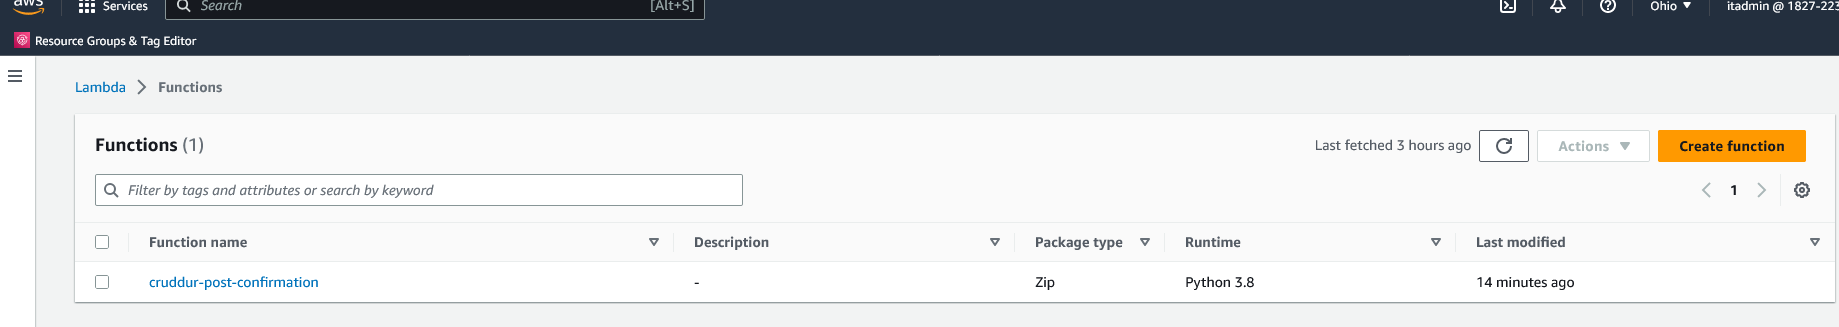 aws
Services
Search
[Alt+S]
Ohio
itadmin @ 1827-223
Resource Groups & Tag Editor
Lambda
Functions
Functions (1)
Last fetched 3 hours ago
Actions
Create function
Filter by tags and attributes or search by keyword
1
Function name
Description
Package type
Runtime
Last modified
cruddur-post-confirmation
-
Zip
Python 3.8
14 minutes ago